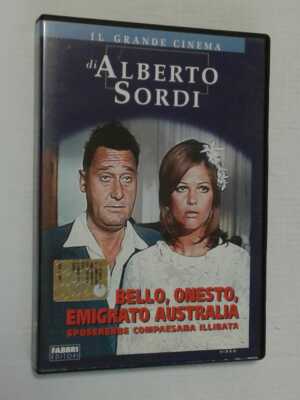 IL GRANDE CINEMA
di ALBERTO
SORDI
BELLO, ONESTO,
EMIGRATO AUSTRALIA
SPOSEREBBE COMPAESANA ILLIBATA
FABBRI
EDITORI